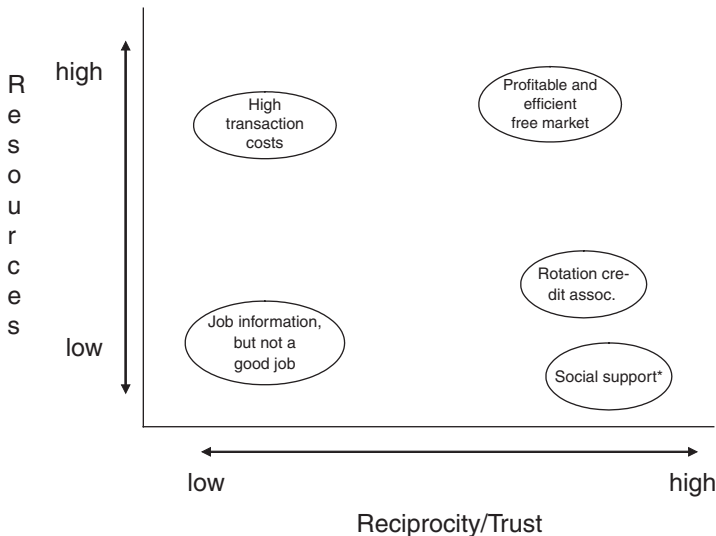 Resources
high
low
High
transaction
costs
Profitable and
efficient
free market
Rotation cre-
dit assoc.
Job information,
but not a
good job
Social support*
low
high
Reciprocity/Trust